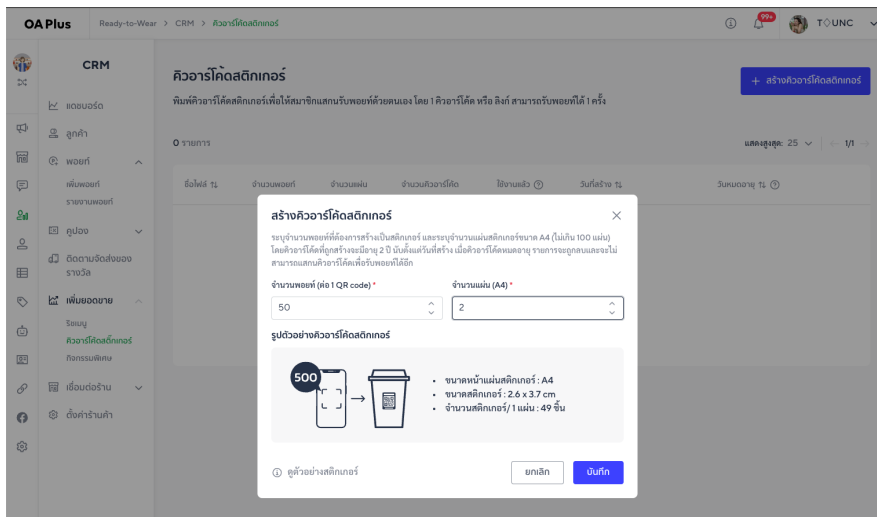 OA Plus
Ready-to-Wear > CRM > คิวอาร์โค้ดสติกเกอร์
99+
T♢UNC
CRM
แดชบอร์ด
ลูกค้า
พอยท์
เพิ่มพอยท์
รายงานพอยท์
คูปอง
ติดตามจัดส่งของ
รางวัล
เพิ่มยอดขาย
ริชเมนู
คิวอาร์โค้ดสติ๊กเกอร์
กิจกรรมพิเศษ
เชื่อมต่อร้าน
ตั้งค่าร้านค้า
คิวอาร์โค้ดสติกเกอร์
+ สร้างคิวอาร์โค้ดสติกเกอร์
พิมพ์คิวอาร์โค้ดสติกเกอร์เพื่อให้สมาชิกแสกนรับพอยท์ด้วยตนเอง โดย 1 คิวอาร์โค้ด หรือ ลิงก์ สามารถรับพอยท์ได้ 1 ครั้ง
0 รายการ
แสดงสูงสุด: 25
1/1
ชื่อไฟล์ จำนวนพอยท์ จำนวนแผ่น จำนวนคิวอาร์โค้ด ใช้งานแล้ว วันที่สร้าง วันหมดอายุ
สร้างคิวอาร์โค้ดสติกเกอร์
ระบุจำนวนพอยท์ที่ต้องการสร้างเป็นสติกเกอร์ และระบุจำนวนแผ่นสติกเกอร์ขนาด A4 (ไม่เกิน 100 แผ่น)
โดยคิวอาร์โค้ดที่ถูกสร้างจะมีอายุ 2 ปี นับตั้งแต่วันที่สร้าง เมื่อคิวอาร์โค้ดหมดอายุ รายการจะถูกลบและจะไม่
สามารถแสกนคิวอาร์โค้ดเพื่อรับพอยท์ได้อีก
จำนวนพอยท์ (ต่อ 1 QR code) *
จำนวนแผ่น (A4) *
50
2
รูปตัวอย่างคิวอาร์โค้ดสติกเกอร์
500
• ขนาดหน้าแผ่นสติกเกอร์ : A4
• ขนาดสติกเกอร์ : 2.6 x 3.7 cm
• จำนวนสติกเกอร์/ 1 แผ่น : 49 ชิ้น
ดูตัวอย่างสติกเกอร์
ยกเลิก
บันทึก